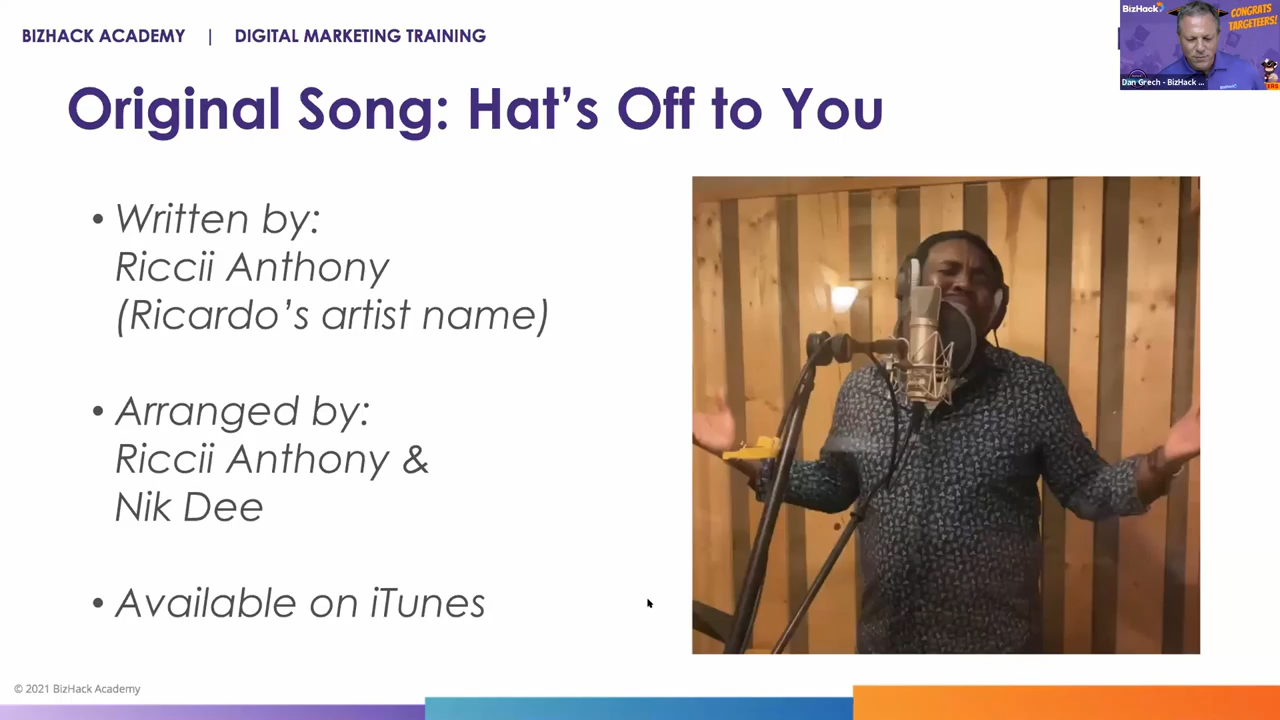 BIZHACK ACADEMY | DIGITAL MARKETING TRAINING
BizHack
CONGRATS
TARGETEERS!
Dan Grech - BizHack ...
ERS
Original Song: Hat's Off to You
• Written by:
Riccii Anthony
(Ricardo's artist name)
• Arranged by:
Riccii Anthony &
Nik Dee
• Available on iTunes
© 2021 BizHack Academy